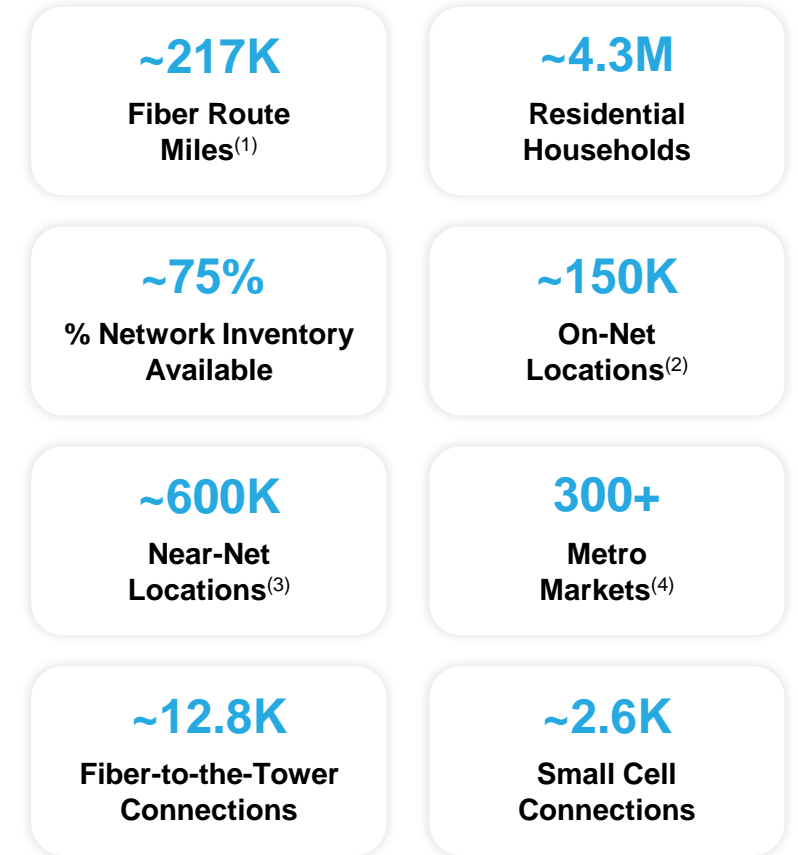 ~217K
Fiber Route
Miles(1)
~4.3M
Residential
Households
~75%
% Network Inventory
Available
~150K
On-Net
Locations(2)
~600K
Near-Net
Locations(3)
300+
Metro
Markets(4)
~12.8K
Fiber-to-the-Tower
Connections
~2.6K
Small Cell
Connections